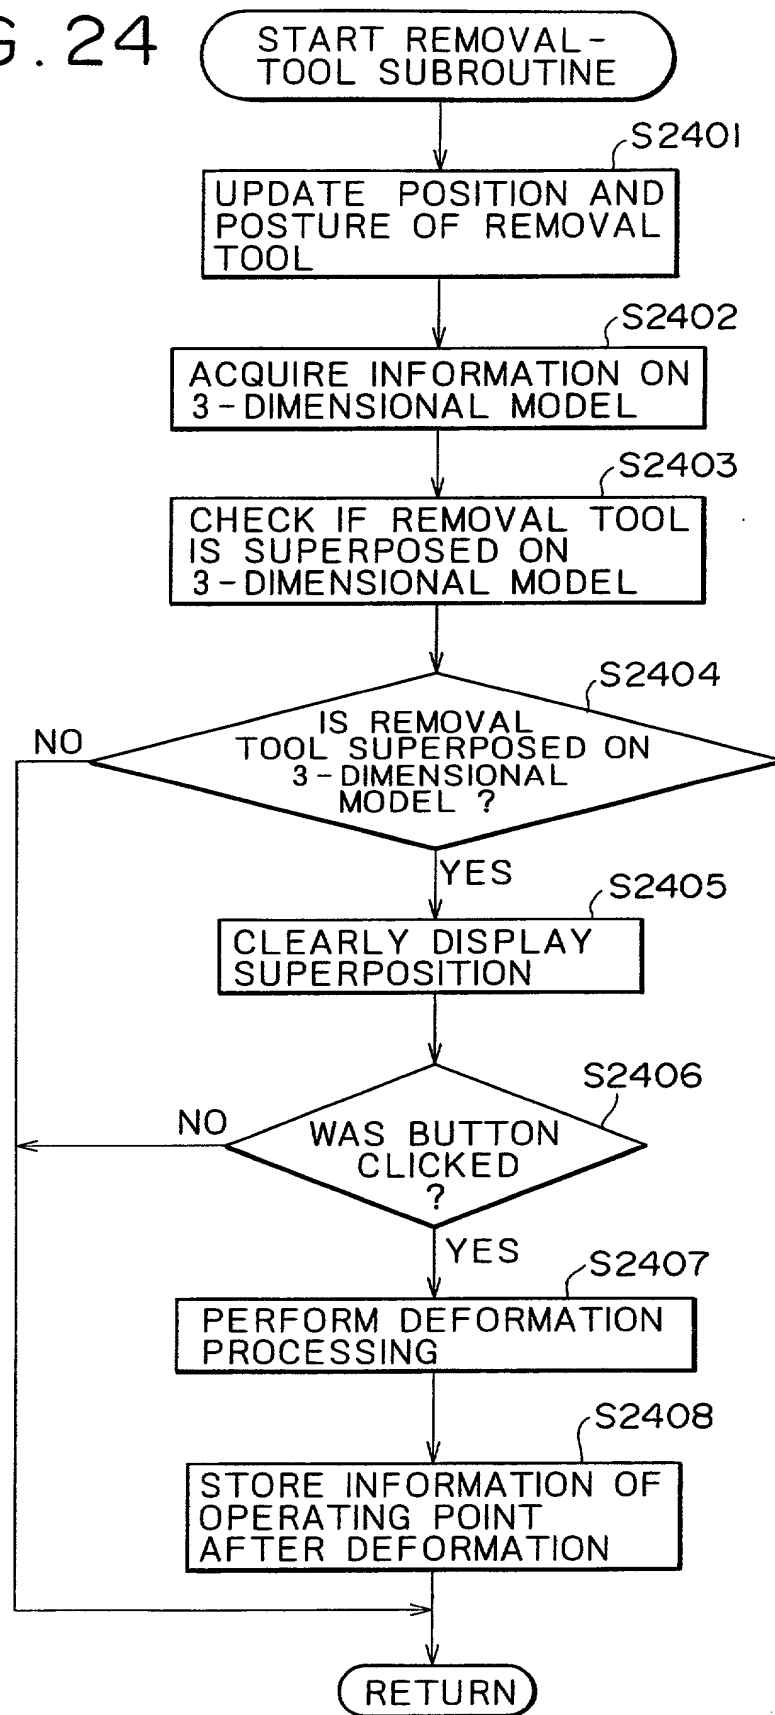 G. 24
START REMOVAL-
TOOL SUBROUTINE
S2401
UPDATE POSITION AND
POSTURE OF REMOVAL
TOOL
S2402
ACQUIRE INFORMATION ON
3-DIMENSIONAL MODEL
S2403
CHECK IF REMOVAL TOOL
IS SUPERPOSED ON
3-DIMENSIONAL MODEL
S2404
IS REMOVAL
TOOL SUPERPOSED ON
3-DIMENSIONAL
MODEL ?
NO
YES
S2405
CLEARLY DISPLAY
SUPERPOSITION
S2406
NO
WAS BUTTON
CLICKED
?
YES
S2407
PERFORM DEFORMATION
PROCESSING
S2408
STORE INFORMATION OF
OPERATING POINT
AFTER DEFORMATION
RETURN